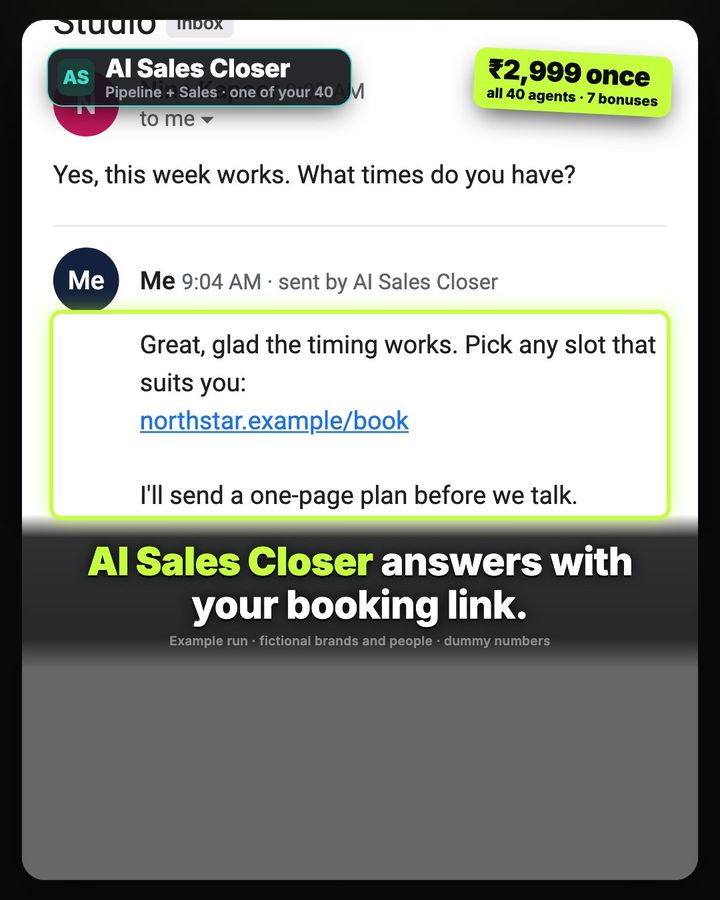 Studio Inbox
AS AI Sales Closer
Pipeline + Sales · one of your 40
₹2,999 once
all 40 agents · 7 bonuses
N
to me
Yes, this week works. What times do you have?
Me Me 9:04 AM · sent by AI Sales Closer
Great, glad the timing works. Pick any slot that
suits you:
northstar.example/book
I'll send a one-page plan before we talk.
AI Sales Closer answers with
your booking link.
Example run · fictional brands and people · dummy numbers